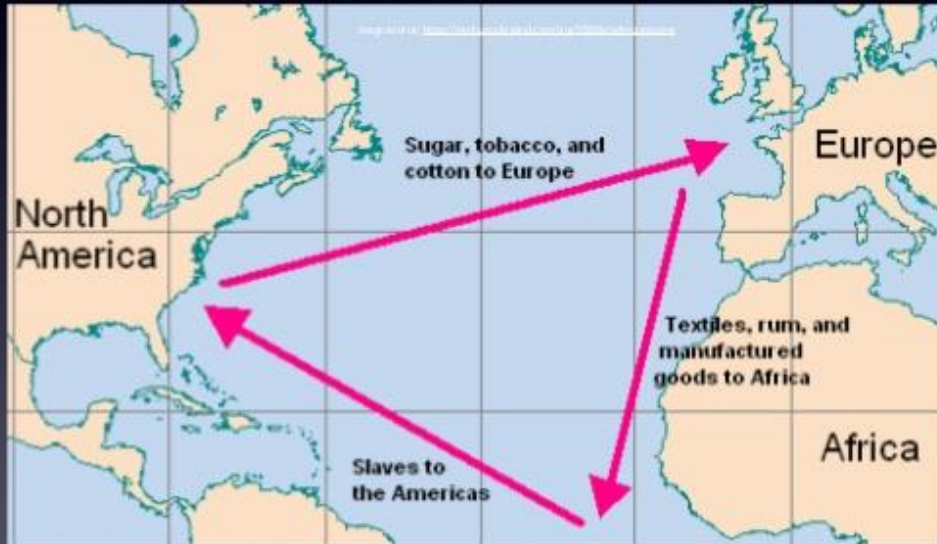 Sugar, tobacco, and
cotton to Europe
Europe
North
America
Textiles, rum, and
manufactured
goods to Africa
Africa
Slaves to
the Americas